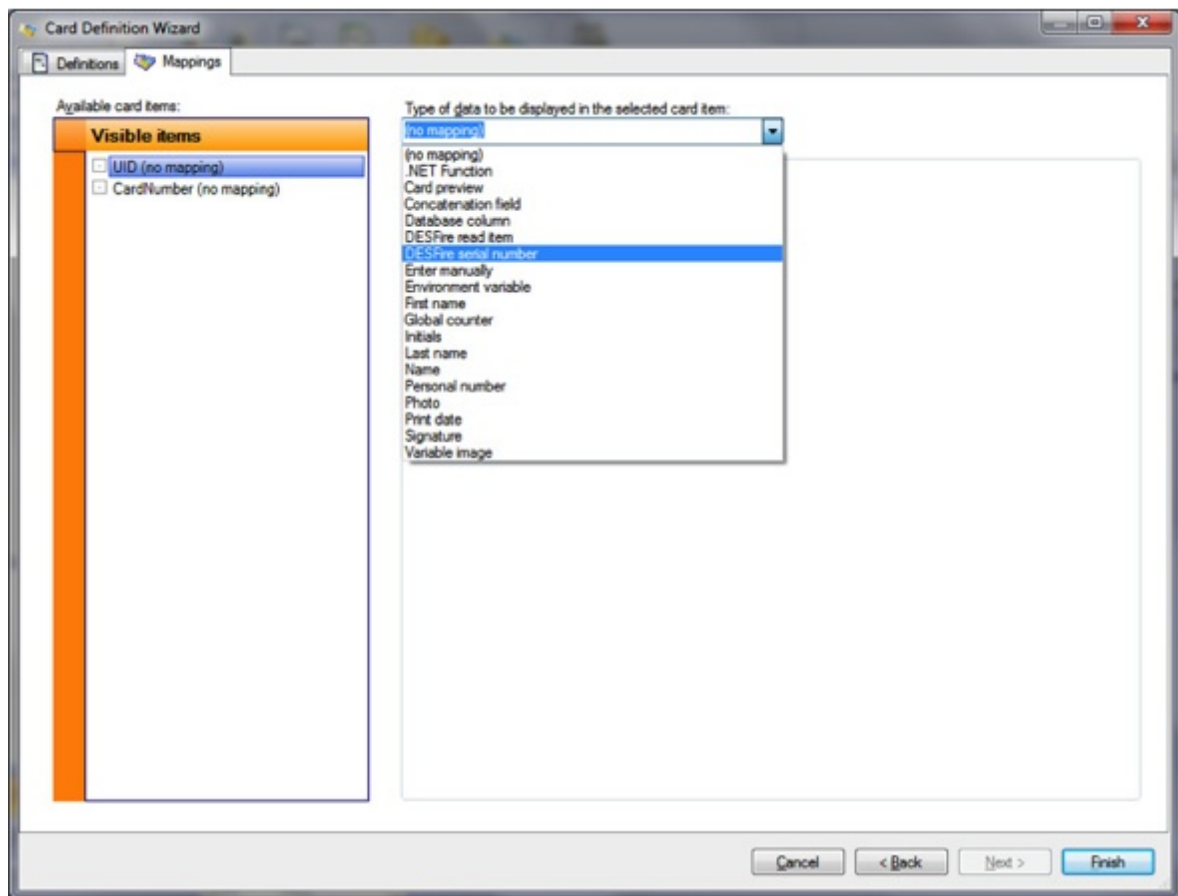 Card Definition Wizard
Definitions
Mappings
Available card items:
Visible items
UID (no mapping)
CardNumber (no mapping)
Type of data to be displayed in the selected card item:
(no mapping)
(no mapping)
.NET Function
Card preview
Concatenation field
Database column
DESFire read item
DESFire serial number
Enter manually
Environment variable
First name
Global counter
Initials
Last name
Name
Personal number
Photo
Print date
Signature
Variable image
Cancel
< Back
Next >
Finish